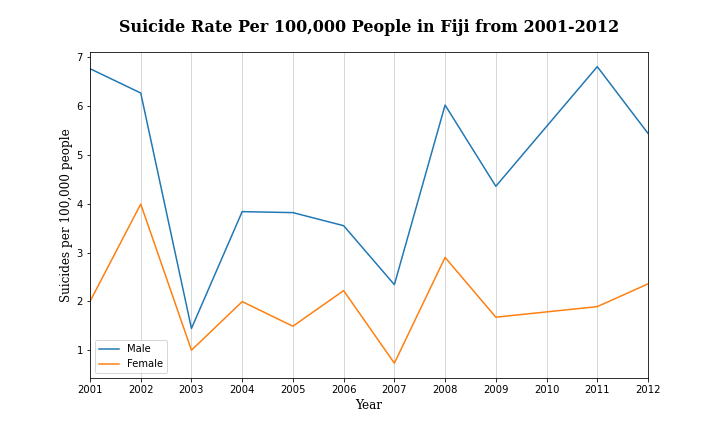 Suicide Rate Per 100,000 People in Fiji from 2001-2012
7
6
5
4
3
2
1
Suicides per 100,000 people
Male
Female
2001 2002 2003 2004 2005 2006 2007 2008 2009 2010 2011 2012
Year